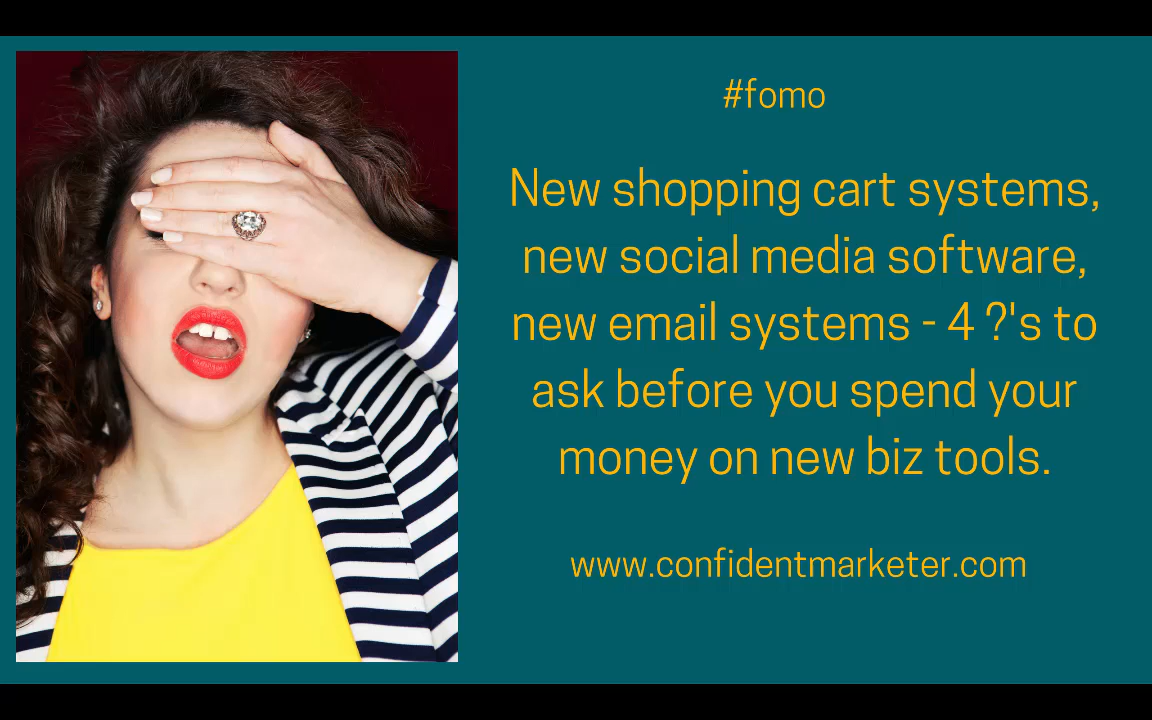 #fomo
New shopping cart systems,
new social media software,
new email systems - 4 ?'s to
ask before you spend your
money on new biz tools.
www.confidentmarketer.com